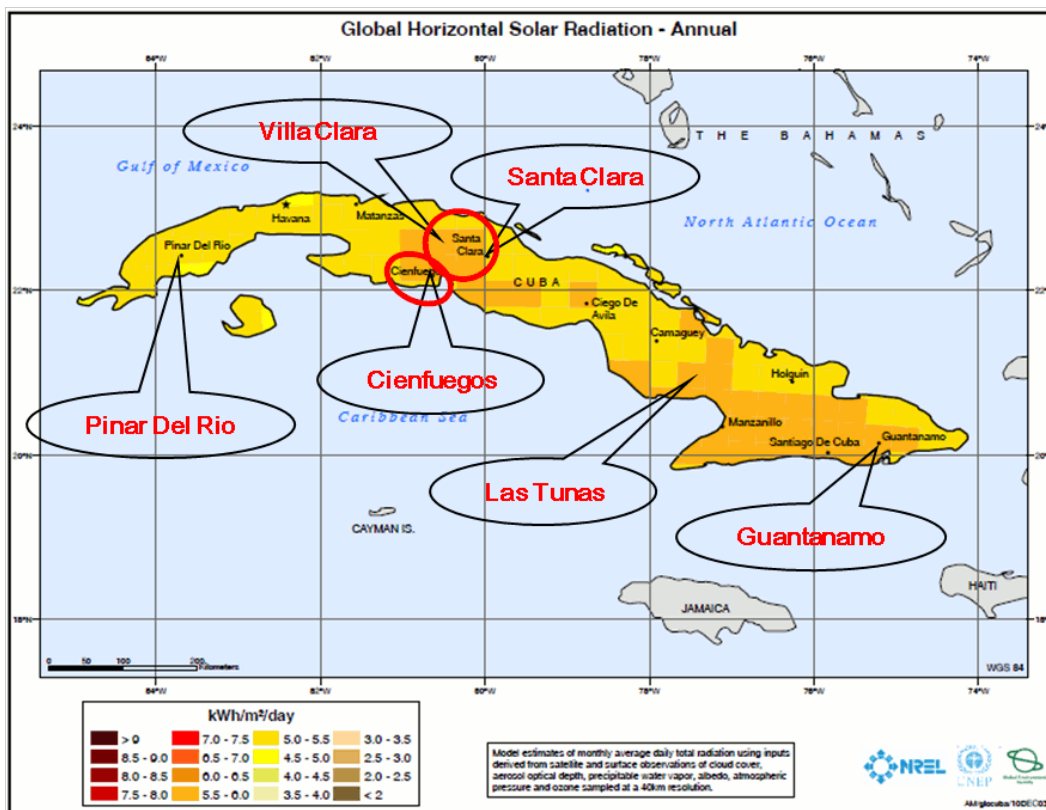 Global Horizontal Solar Radiation - Annual
84°W 82°W 80°W 78°W 76°W 74°W
24°N
22°N
20°N
18°N
24°N
22°N
20°N
18°N
Villa Clara
Santa Clara
THE BAHAMAS
Gulf of Mexico
North Atlantic Ocean
Havana
Matanzas
Pinar Del Rio
Santa
Clara
Cienfueg
CUBA
Ciego De
Avila
Camaguey
Holguin
Cienfuegos
Caribbean Sea
Pinar Del Rio
Manzanillo
Santiago De Cuba
Guantanamo
Las Tunas
Guantanamo
CAYMAN IS.
JAMAICA
HAITI
0 50 100 200
Kilometers
WGS 84
kWh/m²/day
> 9 7.0 - 7.5 5.0 - 5.5 3.0 - 3.5
8.5 - 9.0 6.5 - 7.0 4.5 - 5.0 2.5 - 3.0
8.0 - 8.5 6.0 - 6.5 4.0 - 4.5 2.0 - 2.5
7.5 - 8.0 5.5 - 6.0 3.5 - 4.0 < 2
Model estimates of monthly average daily total radiation using inputs
derived from satellite and surface observations of cloud cover,
aerosol optical depth, precipitable water vapor, albedo, atmospheric
pressure and ozone sampled at a 40km resolution.
NREL
UNEP